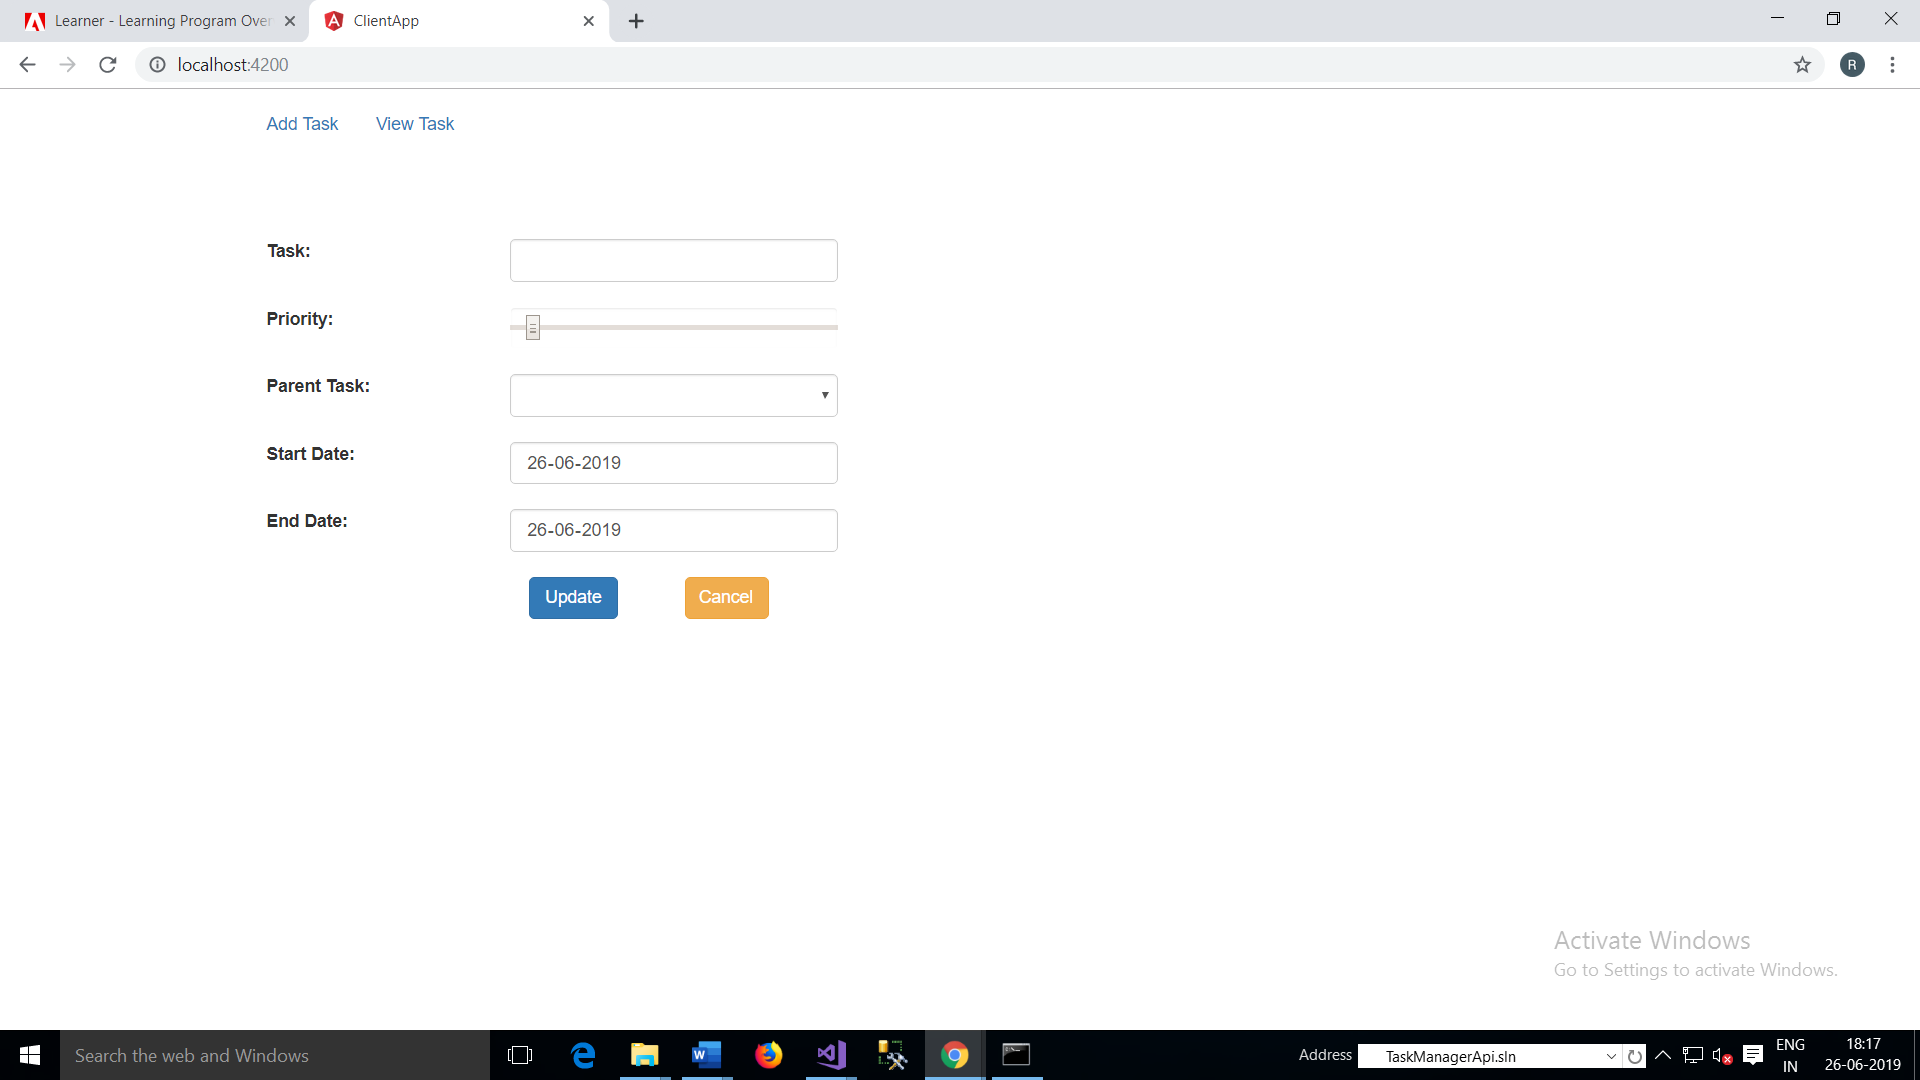 Learner - Learning Program Over
ClientApp
localhost:4200
R
Add Task View Task
Task:
Priority:
Parent Task:
Start Date: 26-06-2019
End Date: 26-06-2019
Update Cancel
Activate Windows
Go to Settings to activate Windows.
Search the web and Windows
Address TaskManagerApi.sln
ENG
IN
18:17
26-06-2019